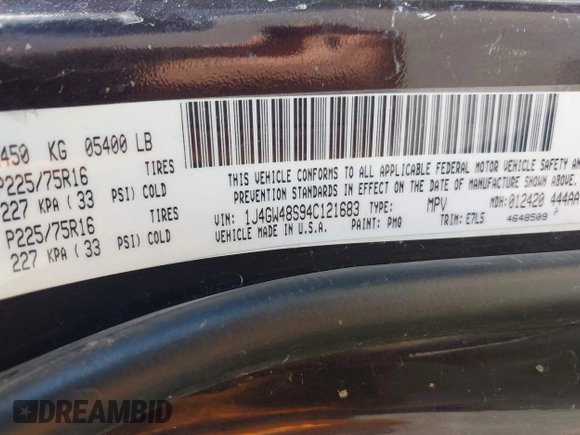 450 KG 05400 LB
P225/75R16 TIRES
227 KPA ( 33 PSI) COLD
P225/75R16 TIRES
227 KPA ( 33 PSI) COLD
THIS VEHICLE CONFORMS TO ALL APPLICABLE FEDERAL MOTOR VEHICLE SAFETY AN
THEFT PREVENTION STANDARDS IN EFFECT ON THE DATE OF MANUFACTURE SHOWN A
VIN: 1J4GW48S94C121683 TYPE: MPV MDH:012420 444AA
VEHICLE MADE IN U.S.A. PAINT: PMQ TRIM: E7L5 4648509
DREAMBID